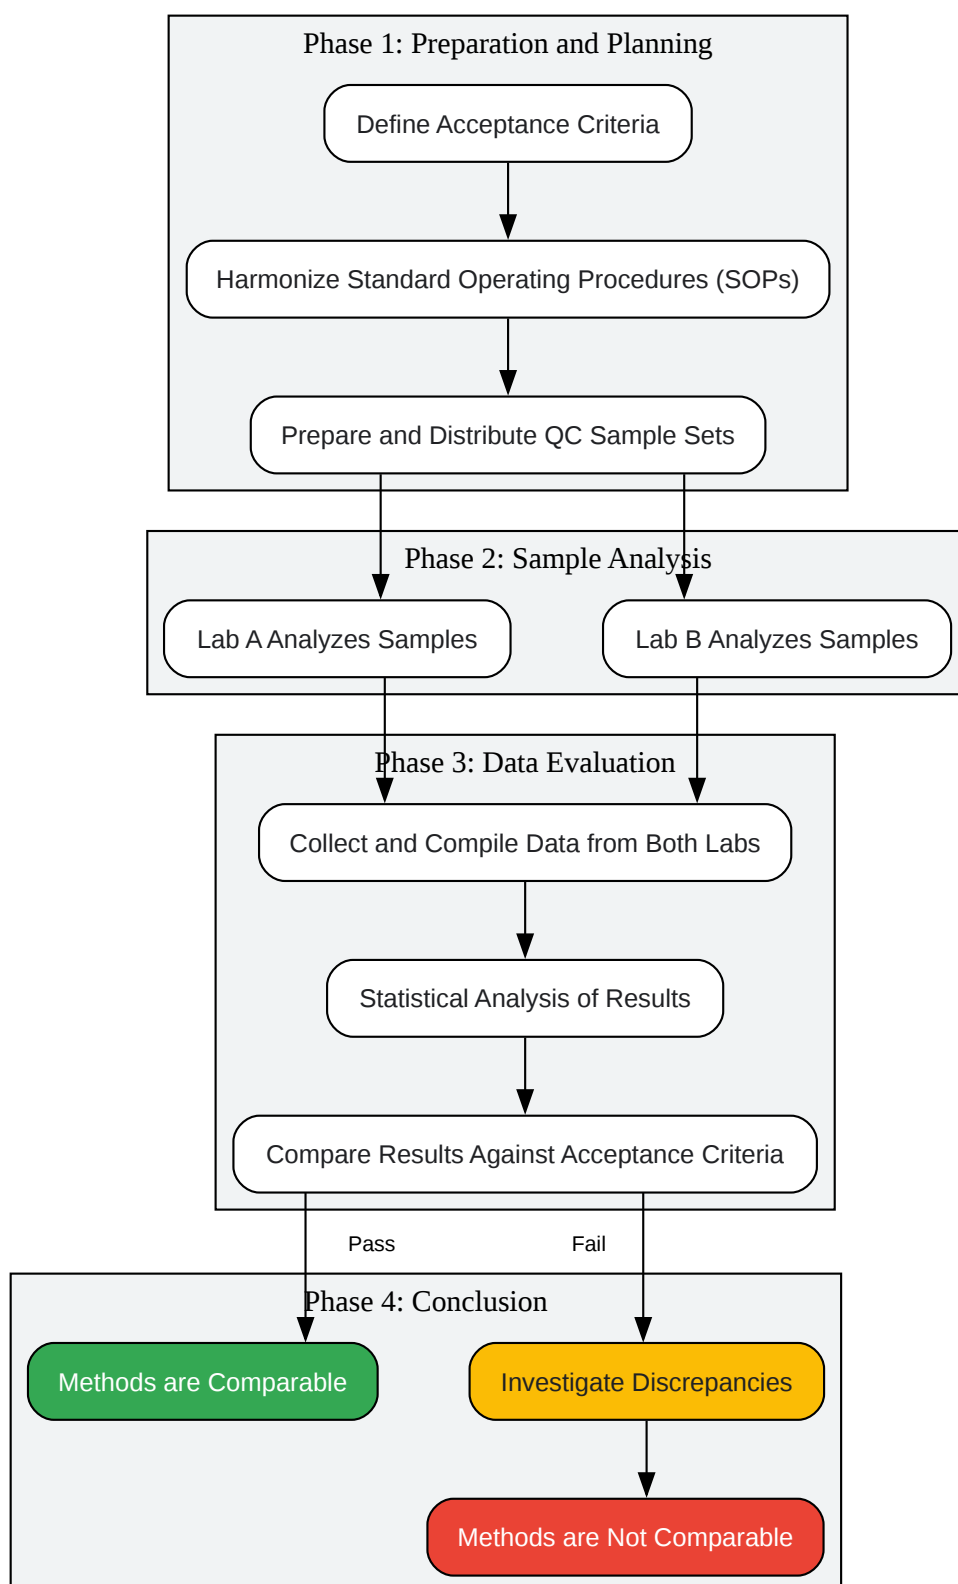 Phase 1: Preparation and Planning
Define Acceptance Criteria
Harmonize Standard Operating Procedures (SOPs)
Prepare and Distribute QC Sample Sets
Phase 2: Sample Analysis
Lab A Analyzes Samples
Lab B Analyzes Samples
Phase 3: Data Evaluation
Collect and Compile Data from Both Labs
Statistical Analysis of Results
Compare Results Against Acceptance Criteria
Pass
Fail
Phase 4: Conclusion
Methods are Comparable
Investigate Discrepancies
Methods are Not Comparable